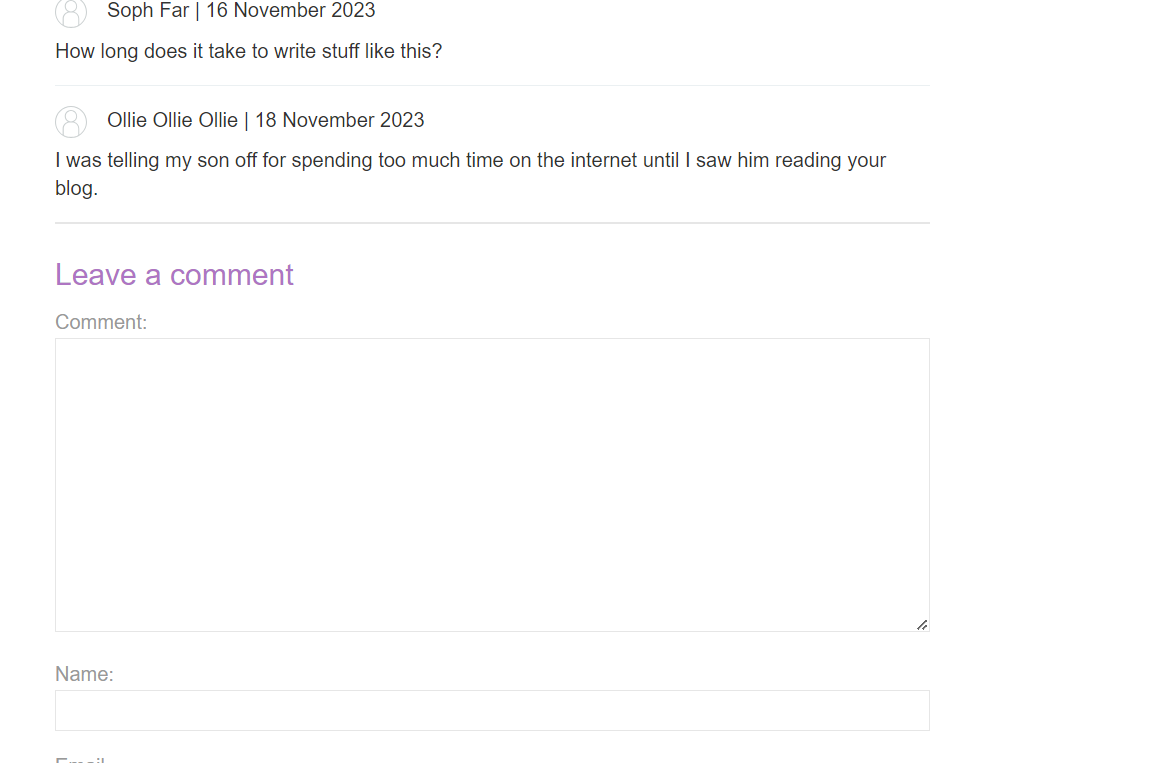 Soph Far | 16 November 2023
How long does it take to write stuff like this?
Ollie Ollie Ollie | 18 November 2023
I was telling my son off for spending too much time on the internet until I saw him reading your
blog.
Leave a comment
Comment:
Name:
Email